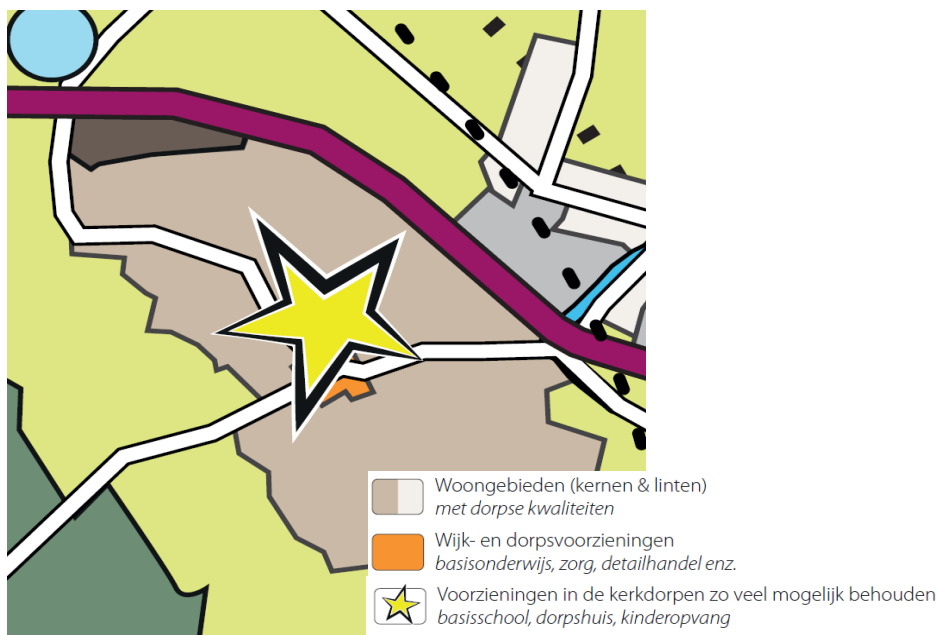 Woongebieden (kernen & linten)
met dorpse kwaliteiten
Wijk- en dorpsvoorzieningen
basisonderwijs, zorg, detailhandel enz.
Voorzieningen in de kerkdorpen zo veel mogelijk behouden
basisschool, dorpshuis, kinderopvang